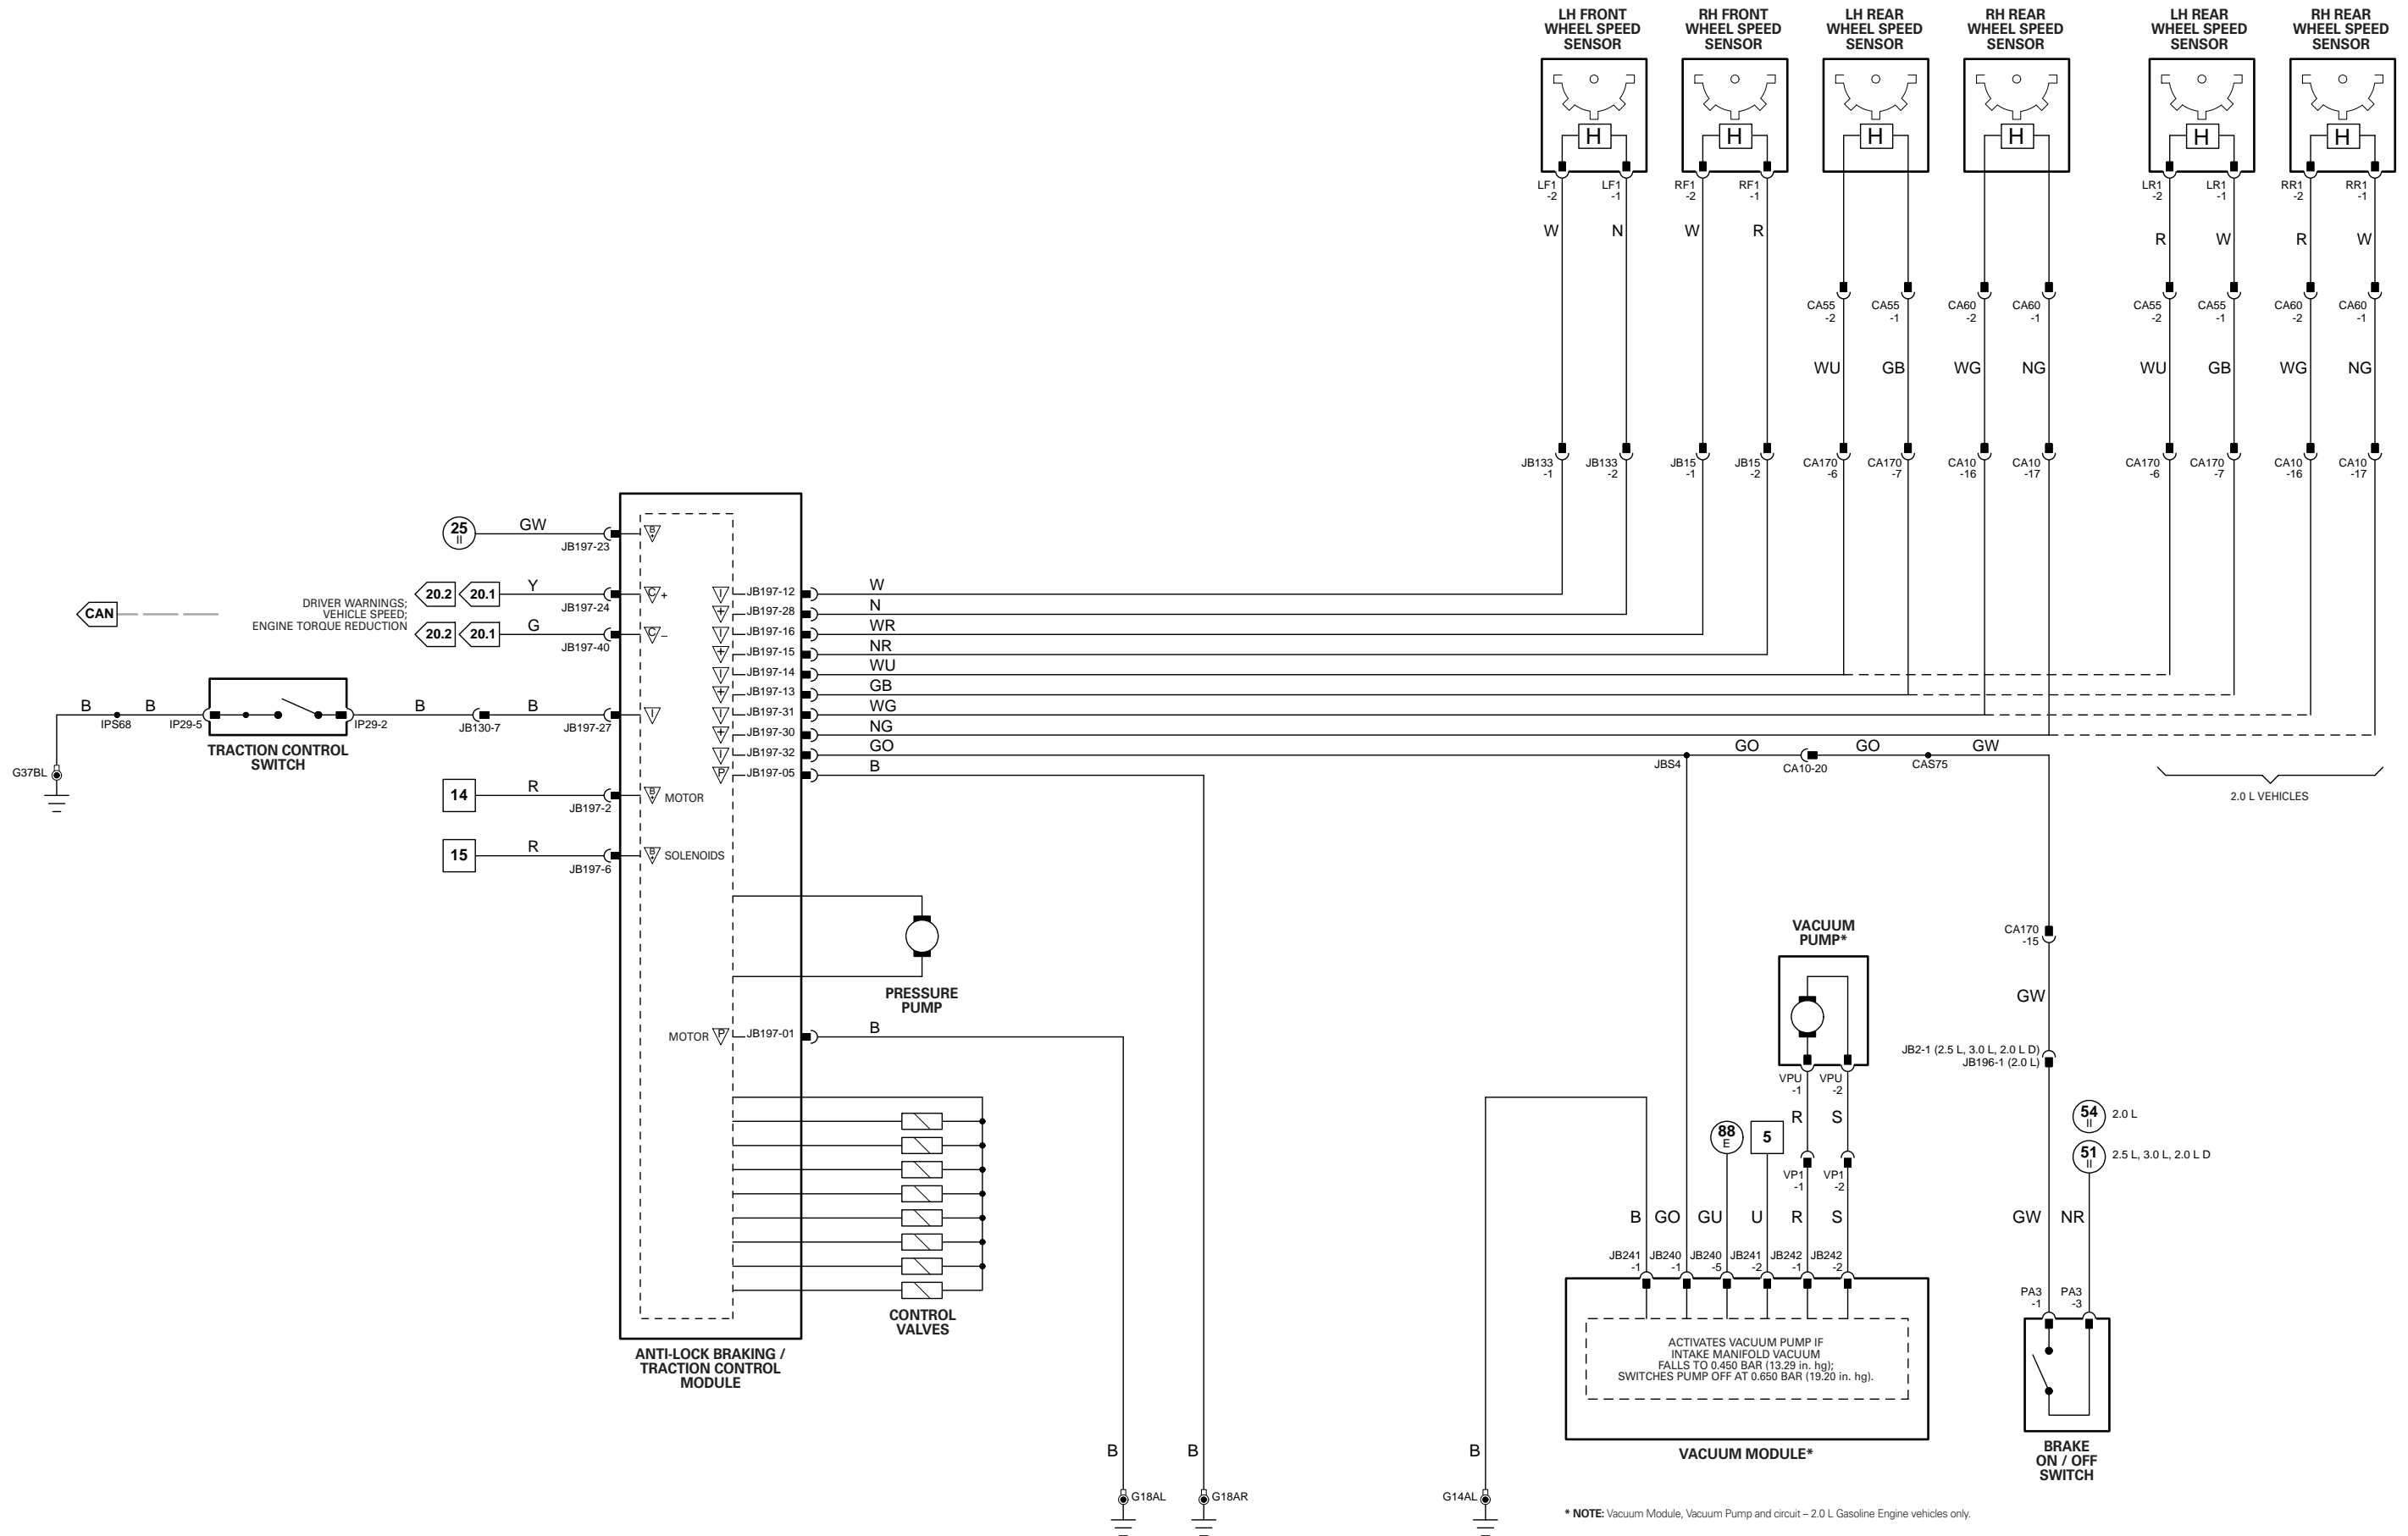 LH FRONT
WHEEL SPEED
SENSOR
RH FRONT
WHEEL SPEED
SENSOR
LH REAR
WHEEL SPEED
SENSOR
RH REAR
WHEEL SPEED
SENSOR
LH REAR
WHEEL SPEED
SENSOR
RH REAR
WHEEL SPEED
SENSOR
H H H H H H
LF1 -2
LF1 -1
RF1 -2
RF1 -1
LR1 -2
LR1 -1
RR1 -2
RR1 -1
W N W R R W R W
CA55 -2
CA55 -1
CA60 -2
CA60 -1
CA55 -2
CA55 -1
CA60 -2
CA60 -1
WU GB WG NG WU GB WG NG
JB133 -1
JB133 -2
JB15 -1
JB15 -2
CA170 -6
CA170 -7
CA10 -16
CA10 -17
CA170 -6
CA170 -7
CA10 -16
CA10 -17
25 II GW JB197-23 B+
CAN
DRIVER WARNINGS;
VEHICLE SPEED;
ENGINE TORQUE REDUCTION
20.2 20.1 Y JB197-24 C +
20.2 20.1 G JB197-40 C –
I JB197-12 W
+ JB197-28 N
I JB197-16 WR
+ JB197-15 NR
I JB197-14 WU
+ JB197-13 GB
I JB197-31 WG
+ JB197-30 NG
I JB197-32 GO
P JB197-05 B
G37BL B IPS68 B IP29-5 IP29-2 B JB130-7 B JB197-27 I
TRACTION CONTROL
SWITCH
14 R JB197-2 B+ MOTOR
15 R JB197-6 B+ SOLENOIDS
JBS4 GO CA10-20 GO CAS75 GW
2.0 L VEHICLES
PRESSURE
PUMP
MOTOR P JB197-01 B
CONTROL
VALVES
ANTI-LOCK BRAKING /
TRACTION CONTROL
MODULE
B G18AL
B G18AR
B G14AL
VACUUM
PUMP*
VPU -1
VPU -2
R S
88 E
5
VP1 -1
VP1 -2
B GO GU U R S
JB241 -1
JB240 -1
JB240 -5
JB241 -2
JB242 -1
JB242 -2
ACTIVATES VACUUM PUMP IF
INTAKE MANIFOLD VACUUM
FALLS TO 0.450 BAR (13.29 in. hg);
SWITCHES PUMP OFF AT 0.650 BAR (19.20 in. hg).
VACUUM MODULE*
CA170 -15
GW
JB2-1 (2.5 L, 3.0 L, 2.0 L D)
JB196-1 (2.0 L)
54 II 2.0 L
51 II 2.5 L, 3.0 L, 2.0 L D
GW NR
PA3 -1
PA3 -3
BRAKE
ON / OFF
SWITCH
* NOTE: Vacuum Module, Vacuum Pump and circuit – 2.0 L Gasoline Engine vehicles only.